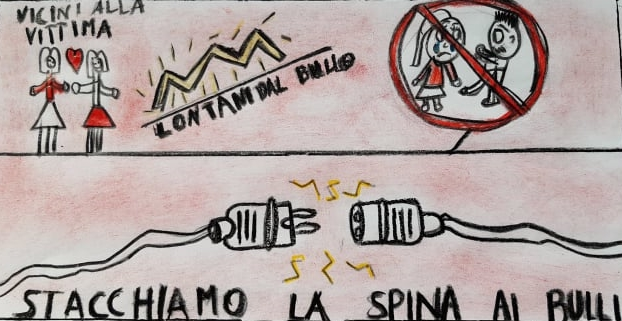 VICINI ALLA
VITTIMA
LONTANI DAL BULLO
STACCHIAMO LA SPINA AI BULLI